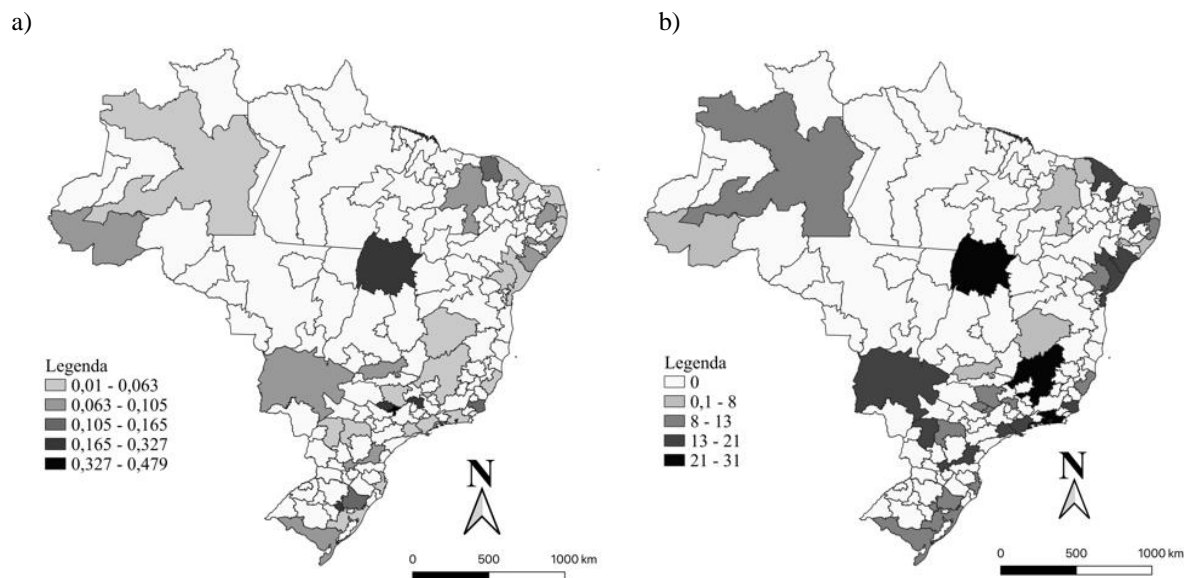 a)
b)
Legenda
0,01 - 0,063
0,063 - 0,105
0,105 - 0,165
0,165 - 0,327
0,327 - 0,479
N
0 500 1000 km
Legenda
0
0,1 - 8
8 - 13
13 - 21
21 - 31
N
0 500 1000 km